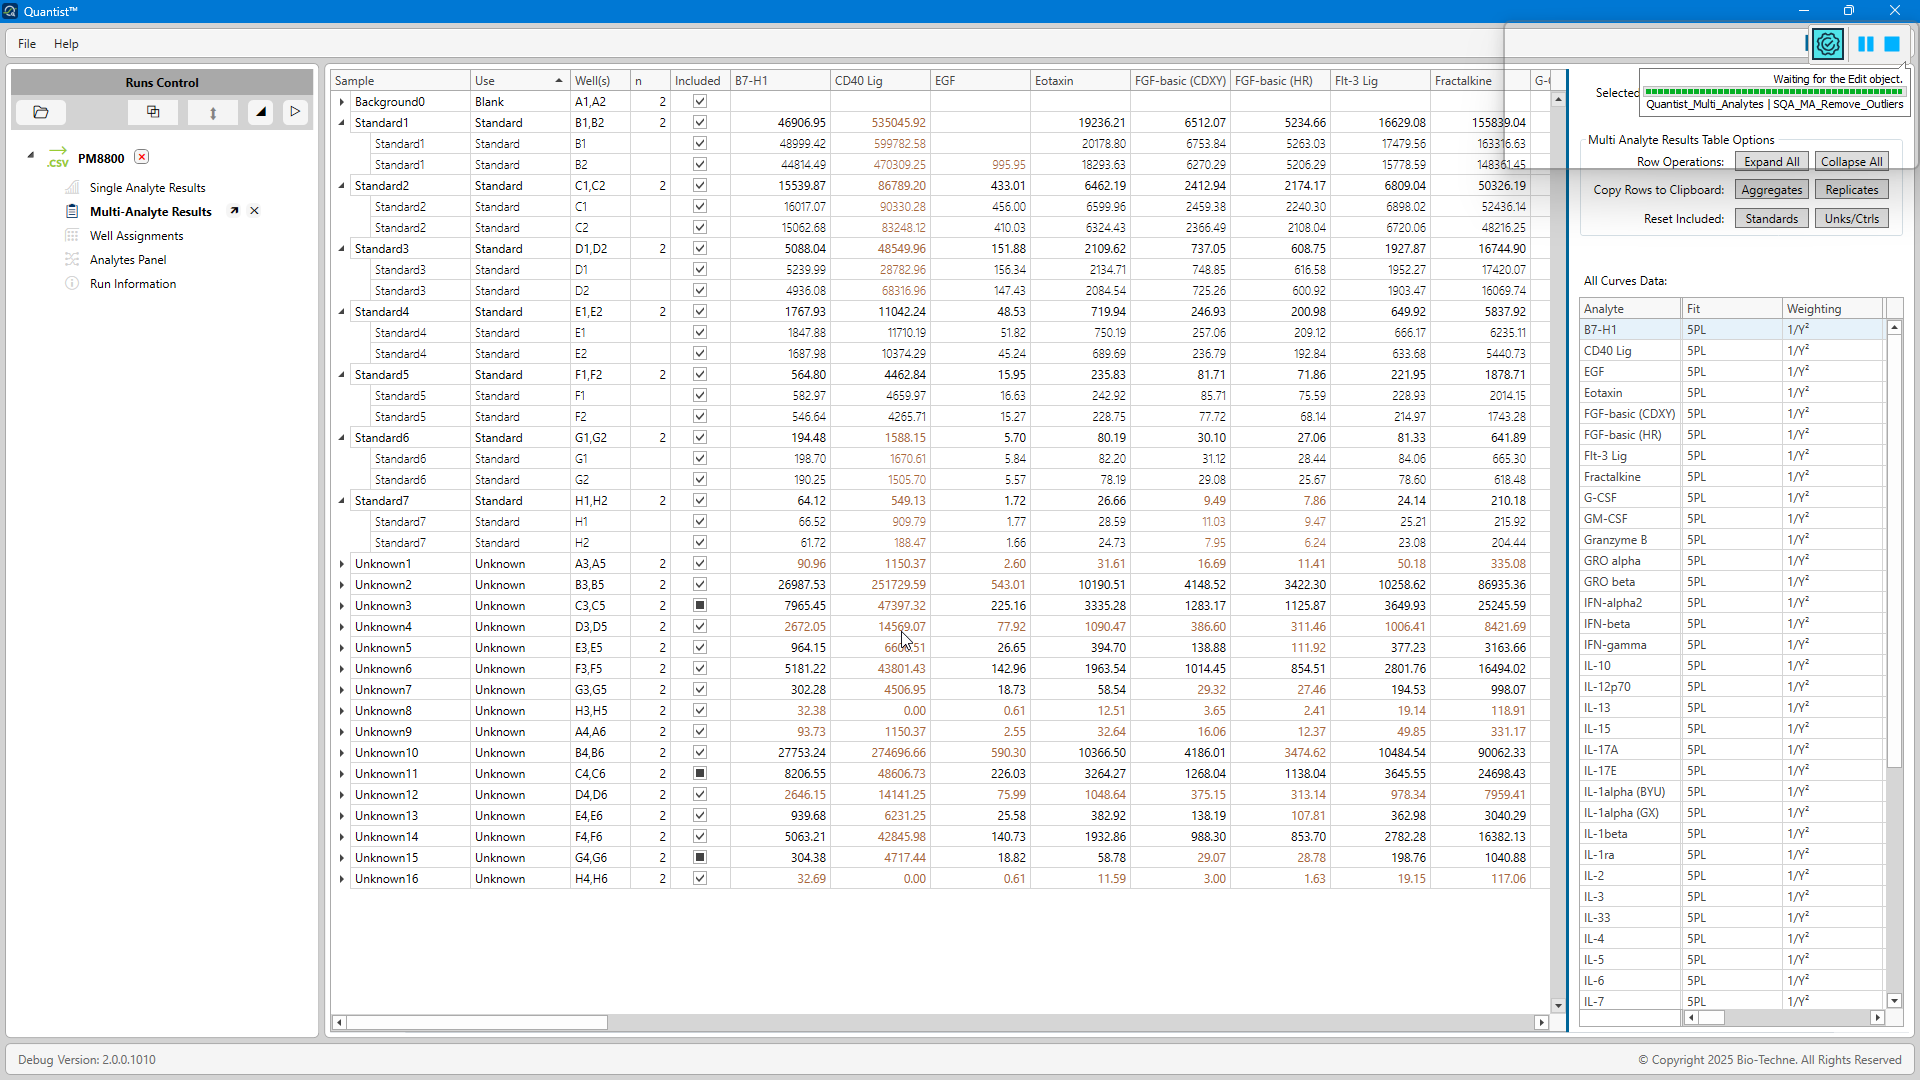 Quantist™
File Help
Waiting for the Edit object.
Quantist_Multi_Analytes | SQA_MA_Remove_Outliers
Runs Control
.CSV PM8800
Single Analyte Results
Multi-Analyte Results
Well Assignments
Analytes Panel
Run Information
Sample Use Well(s) n Included B7-H1 CD40 Lig EGF Eotaxin FGF-basic (CDXY) FGF-basic (HR) Flt-3 Lig Fractalkine
Background0 Blank A1,A2 2
Standard1 Standard B1,B2 2 46906.95 535045.92 19236.21 6512.07 5234.66 16629.08 155839.04
Standard1 Standard B1 48999.42 599782.58 20178.80 6753.84 5263.03 17479.56 163316.63
Standard1 Standard B2 44814.49 470309.25 995.95 18293.63 6270.29 5206.29 15778.59 148361.45
Standard2 Standard C1,C2 2 15539.87 86789.20 433.01 6462.19 2412.94 2174.17 6809.04 50326.19
Standard2 Standard C1 16017.07 90330.28 456.00 6599.96 2459.38 2240.30 6898.02 52436.14
Standard2 Standard C2 15062.68 83248.12 410.03 6324.43 2366.49 2108.04 6720.06 48216.25
Standard3 Standard D1,D2 2 5088.04 48549.96 151.88 2109.62 737.05 608.75 1927.87 16744.90
Standard3 Standard D1 5239.99 28782.96 156.34 2134.71 748.85 616.58 1952.27 17420.07
Standard3 Standard D2 4936.08 68316.96 147.43 2084.54 725.26 600.92 1903.47 16069.74
Standard4 Standard E1,E2 2 1767.93 11042.24 48.53 719.94 246.93 200.98 649.92 5837.92
Standard4 Standard E1 1847.88 11710.19 51.82 750.19 257.06 209.12 666.17 6235.11
Standard4 Standard E2 1687.98 10374.29 45.24 689.69 236.79 192.84 633.68 5440.73
Standard5 Standard F1,F2 2 564.80 4462.84 15.95 235.83 81.71 71.86 221.95 1878.71
Standard5 Standard F1 582.97 4659.97 16.63 242.92 85.71 75.59 228.93 2014.15
Standard5 Standard F2 546.64 4265.71 15.27 228.75 77.72 68.14 214.97 1743.28
Standard6 Standard G1,G2 2 194.48 1588.15 5.70 80.19 30.10 27.06 81.33 641.89
Standard6 Standard G1 198.70 1670.61 5.84 82.20 31.12 28.44 84.06 665.30
Standard6 Standard G2 190.25 1505.70 5.57 78.19 29.08 25.67 78.60 618.48
Standard7 Standard H1,H2 2 64.12 549.13 1.72 26.66 9.49 7.86 24.14 210.18
Standard7 Standard H1 66.52 909.79 1.77 28.59 11.03 9.47 25.21 215.92
Standard7 Standard H2 61.72 188.47 1.66 24.73 7.95 6.24 23.08 204.44
Unknown1 Unknown A3,A5 2 90.96 1150.37 2.60 31.61 16.69 11.41 50.18 335.08
Unknown2 Unknown B3,B5 2 26987.53 251729.59 543.01 10190.51 4148.52 3422.30 10258.62 86935.36
Unknown3 Unknown C3,C5 2 7965.45 47397.32 225.16 3335.28 1283.17 1125.87 3649.93 25245.59
Unknown4 Unknown D3,D5 2 2672.05 14569.07 77.92 1090.47 386.60 311.46 1006.41 8421.69
Unknown5 Unknown E3,E5 2 964.15 26.65 394.70 138.88 111.92 377.23 3163.66
Unknown6 Unknown F3,F5 2 5181.22 43801.43 142.96 1963.54 1014.45 854.51 2801.76 16494.02
Unknown7 Unknown G3,G5 2 302.28 4506.95 18.73 58.54 29.32 27.46 194.53 998.07
Unknown8 Unknown H3,H5 2 32.38 0.00 0.61 12.51 3.65 2.41 19.14 118.91
Unknown9 Unknown A4,A6 2 93.73 1150.37 2.55 32.64 16.06 12.37 49.85 331.17
Unknown10 Unknown B4,B6 2 27753.24 274696.66 590.30 10366.50 4186.01 3474.62 10484.54 90062.33
Unknown11 Unknown C4,C6 2 8206.55 48606.73 226.03 3264.27 1268.04 1138.04 3645.55 24698.43
Unknown12 Unknown D4,D6 2 2646.15 14141.25 75.99 1048.64 375.15 313.14 978.34 7959.41
Unknown13 Unknown E4,E6 2 939.68 6231.25 25.58 382.92 138.19 107.81 362.98 3040.29
Unknown14 Unknown F4,F6 2 5063.21 42845.98 140.73 1932.86 988.30 853.70 2782.28 16382.13
Unknown15 Unknown G4,G6 2 304.38 4717.44 18.82 58.78 29.07 28.78 198.76 1040.88
Unknown16 Unknown H4,H6 2 32.69 0.00 0.61 11.59 3.00 1.63 19.15 117.06
Selected
Multi Analyte Results Table Options
Row Operations: Expand All Collapse All
Copy Rows to Clipboard: Aggregates Replicates
Reset Included: Standards Unks/Ctrls
All Curves Data:
Analyte Fit Weighting
B7-H1 5PL 1/Y²
CD40 Lig 5PL 1/Y²
EGF 5PL 1/Y²
Eotaxin 5PL 1/Y²
FGF-basic (CDXY) 5PL 1/Y²
FGF-basic (HR) 5PL 1/Y²
Flt-3 Lig 5PL 1/Y²
Fractalkine 5PL 1/Y²
G-CSF 5PL 1/Y²
GM-CSF 5PL 1/Y²
Granzyme B 5PL 1/Y²
GRO alpha 5PL 1/Y²
GRO beta 5PL 1/Y²
IFN-alpha2 5PL 1/Y²
IFN-beta 5PL 1/Y²
IFN-gamma 5PL 1/Y²
IL-10 5PL 1/Y²
IL-12p70 5PL 1/Y²
IL-13 5PL 1/Y²
IL-15 5PL 1/Y²
IL-17A 5PL 1/Y²
IL-17E 5PL 1/Y²
IL-1alpha (BYU) 5PL 1/Y²
IL-1alpha (GX) 5PL 1/Y²
IL-1beta 5PL 1/Y²
IL-1ra 5PL 1/Y²
IL-2 5PL 1/Y²
IL-3 5PL 1/Y²
IL-33 5PL 1/Y²
IL-4 5PL 1/Y²
IL-5 5PL 1/Y²
IL-6 5PL 1/Y²
IL-7 5PL 1/Y²
Debug Version: 2.0.0.1010
© Copyright 2025 Bio-Techne. All Rights Reserved